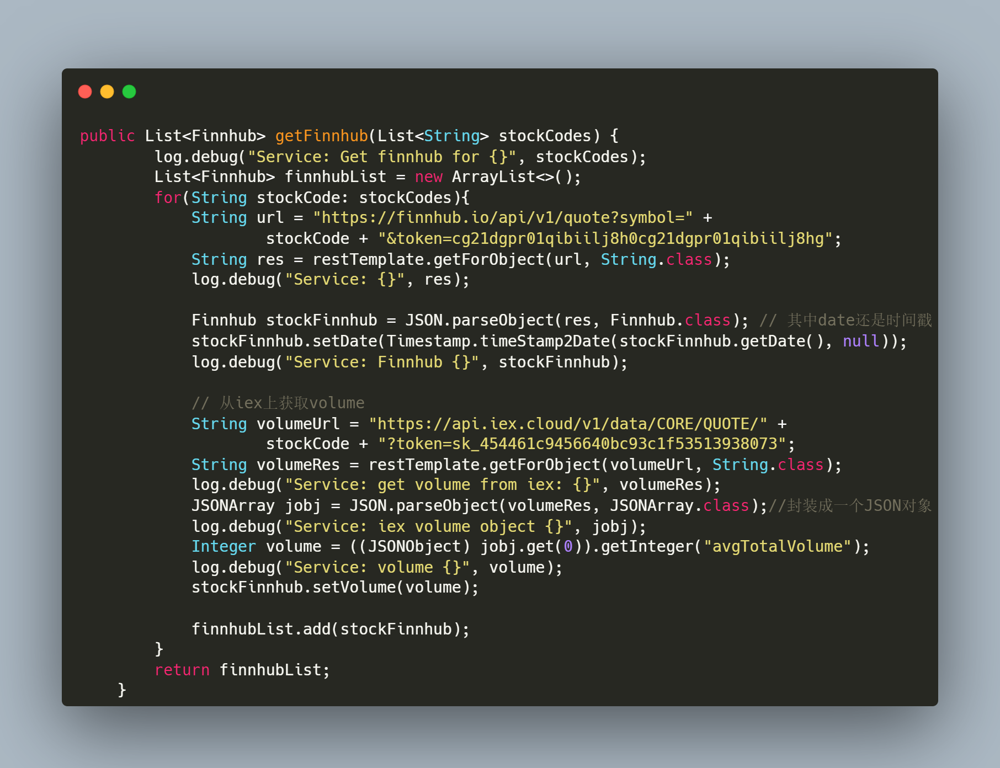 public List<Finnhub> getFinnhub(List<String> stockCodes) {
        log.debug("Service: Get finnhub for {}", stockCodes);
        List<Finnhub> finnhubList = new ArrayList<>();
        for(String stockCode: stockCodes){
            String url = "https://finnhub.io/api/v1/quote?symbol=" +
                    stockCode + "&token=cg21dgpr01qibiilj8h0cg21dgpr01qibiilj8hg";
            String res = restTemplate.getForObject(url, String.class);
            log.debug("Service: {}", res);

            Finnhub stockFinnhub = JSON.parseObject(res, Finnhub.class); // 其中date还是时间戳
            stockFinnhub.setDate(Timestamp.timeStamp2Date(stockFinnhub.getDate(), null));
            log.debug("Service: Finnhub {}", stockFinnhub);

            // 从iex上获取volume
            String volumeUrl = "https://api.iex.cloud/v1/data/CORE/QUOTE/" +
                    stockCode + "?token=sk_454461c9456640bc93c1f53513938073";
            String volumeRes = restTemplate.getForObject(volumeUrl, String.class);
            log.debug("Service: get volume from iex: {}", volumeRes);
            JSONArray jobj = JSON.parseObject(volumeRes, JSONArray.class);//封装成一个JSON对象
            log.debug("Service: iex volume object {}", jobj);
            Integer volume = ((JSONObject) jobj.get(0)).getInteger("avgTotalVolume");
            log.debug("Service: volume {}", volume);
            stockFinnhub.setVolume(volume);

            finnhubList.add(stockFinnhub);
        }
        return finnhubList;
    }